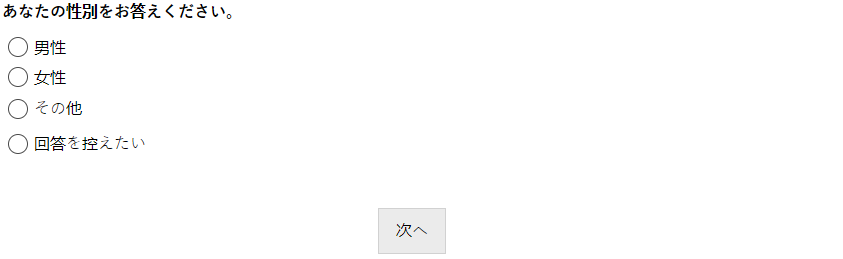 あなたの性別をお答えください。
男性
女性
その他
回答を控えたい
次へ